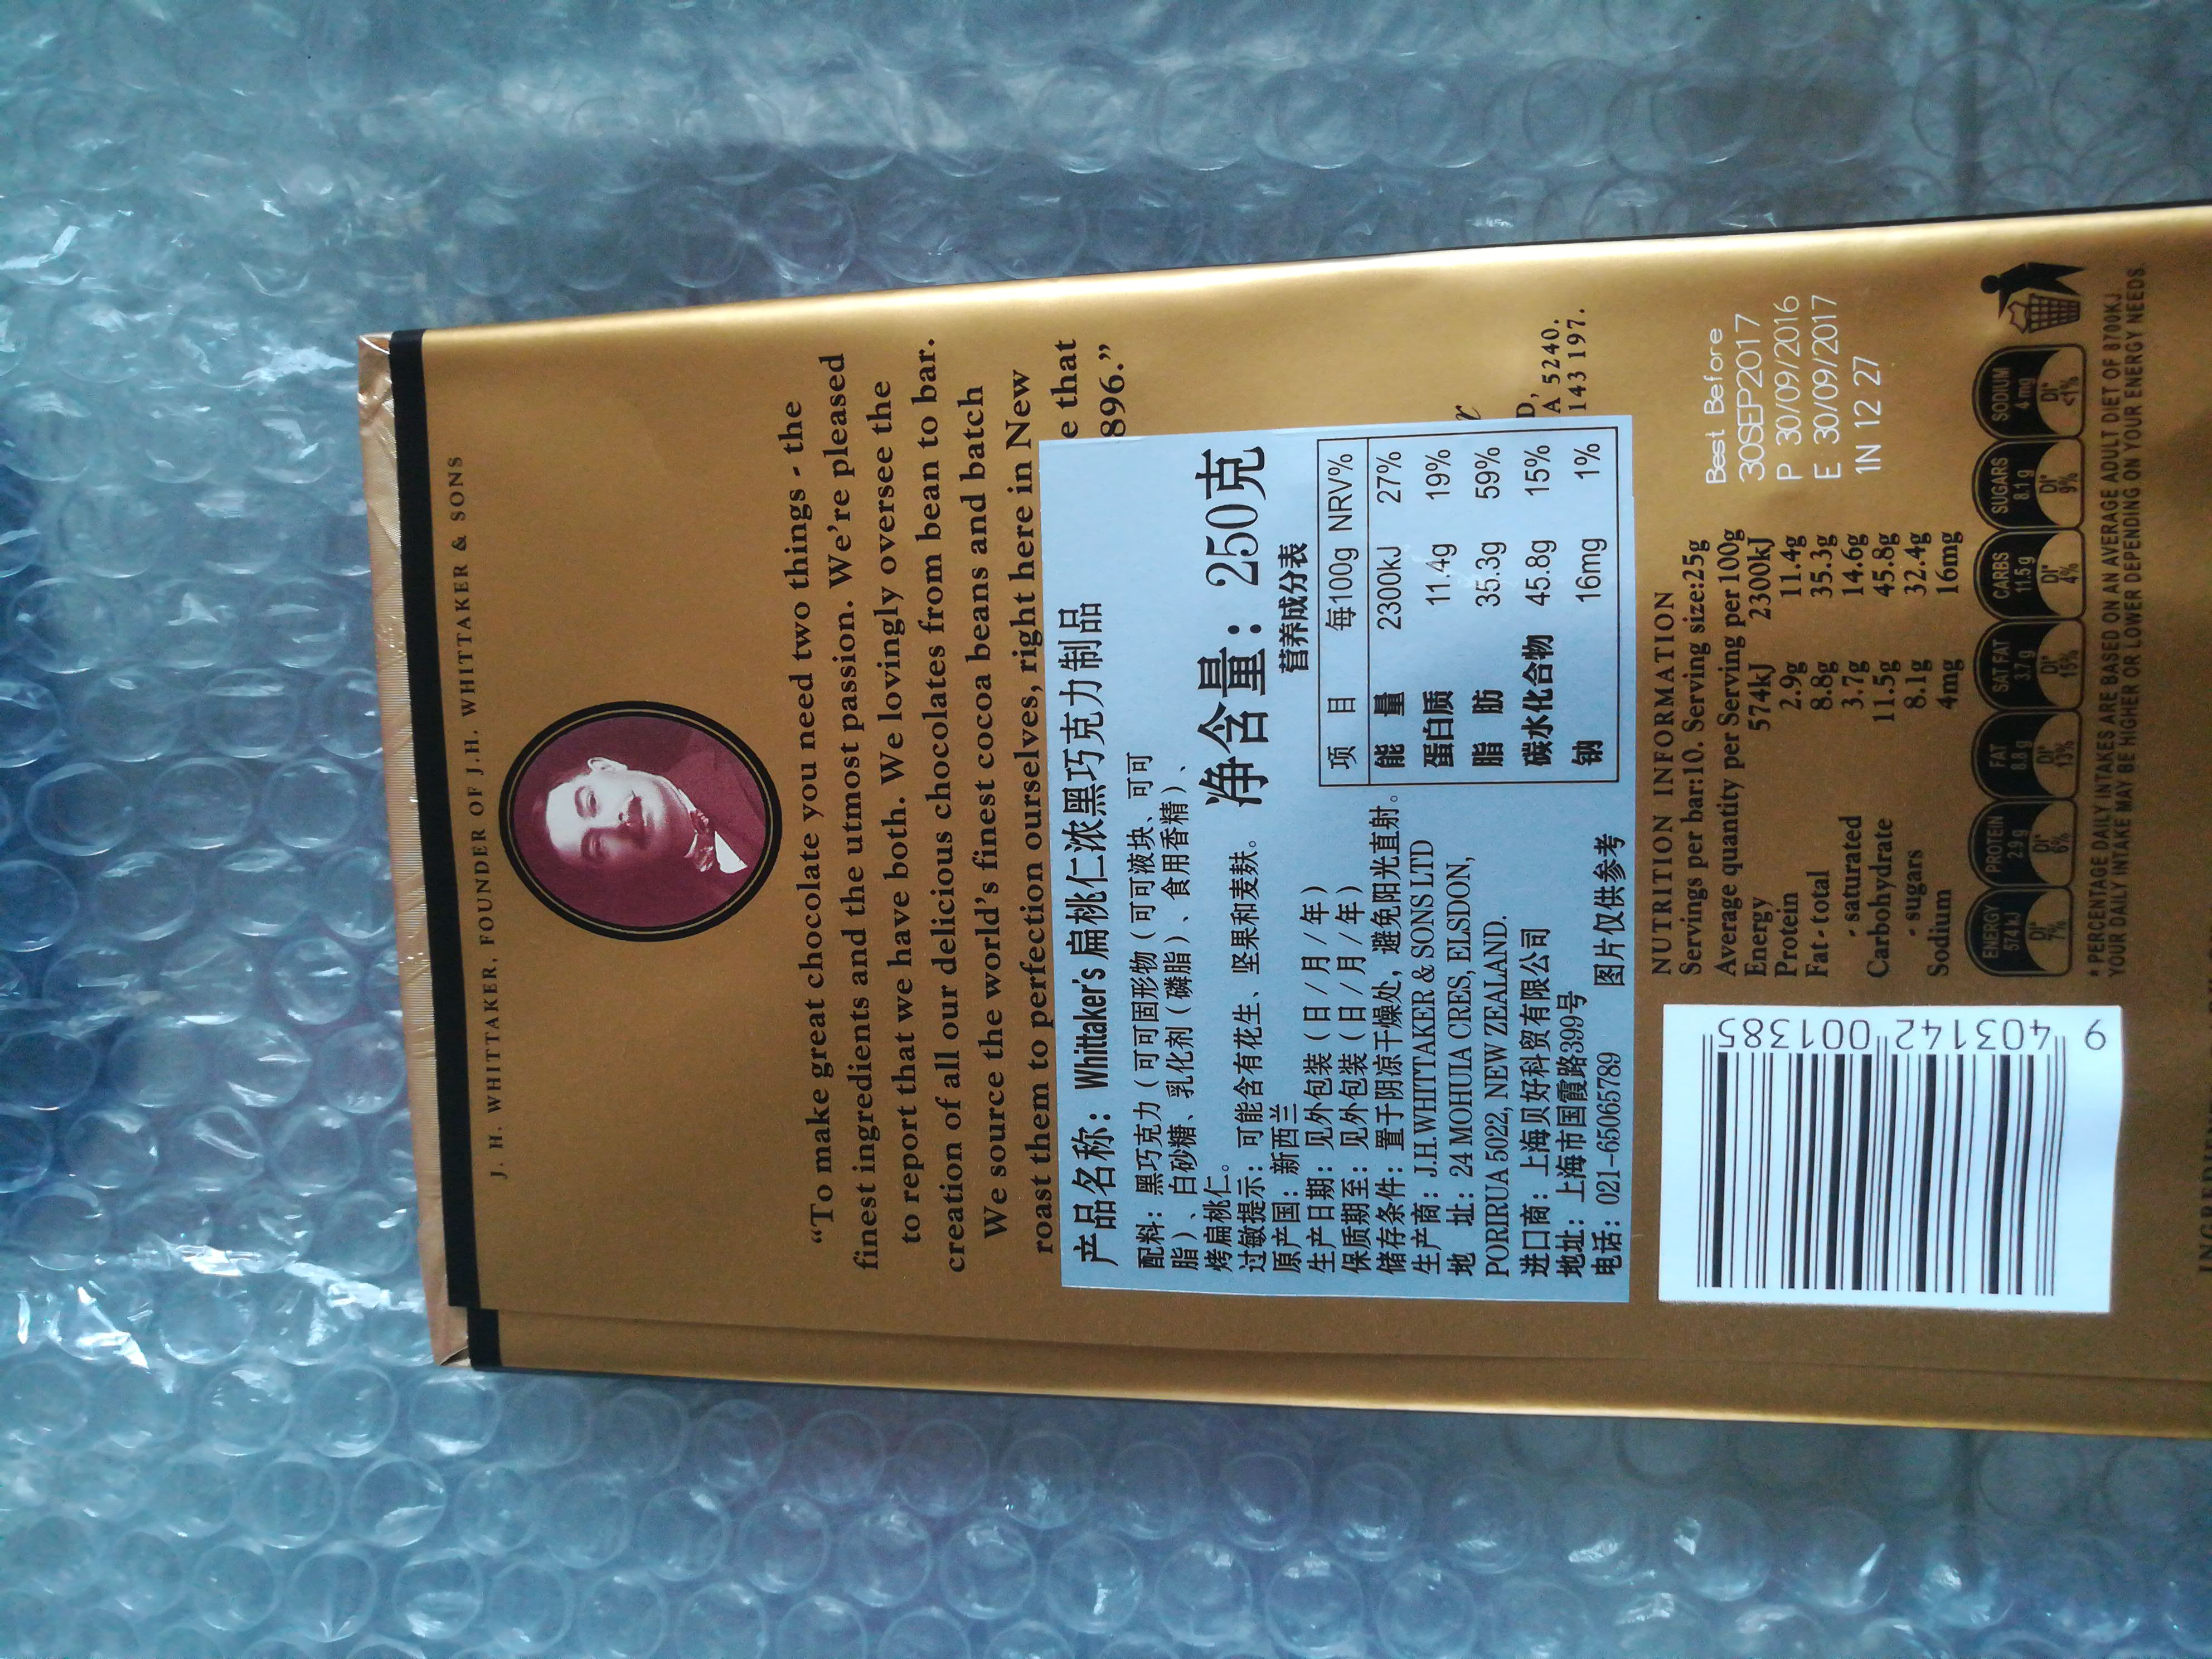 J. H. WHITTAKER, FOUNDER OF J.H. WHITTAKER & SONS
“To make great chocolate you need two things - the
finest ingredients and the utmost passion. We’re pleased
to report that we have both. We lovingly oversee the
creation of all our delicious chocolates from bean to bar.
We source the world’s finest cocoa beans and batch
roast them to perfection ourselves, right here in New
e that
896.”
产品名称：Whittaker's 扁桃仁浓黑巧克力制品
配料：黑巧克力（可可固形物（可可液块、可可
脂）、白砂糖、乳化剂（磷脂）、食用香精）、
烤扁桃仁。
过敏提示：可能含有花生、坚果和麦麸。
原产国：新西兰
生产日期：见外包装（日/月/年）
保质期至：见外包装（日/月/年）
储存条件：置于阴凉干燥处，避免阳光直射。
生产商：J.H.WHITTAKER & SONS LTD
地 址：24 MOHUIA CRES, ELSDON,
PORIRUA 5022, NEW ZEALAND.
进口商：上海贝好科贸有限公司
地址：上海市国霞路399号
电话：021-65065789 图片仅供参考
净含量：250克
营养成分表
项 目 每100g NRV%
能 量 2300kJ 27%
蛋白质 11.4g 19%
脂 肪 35.3g 59%
碳水化合物 45.8g 15%
钠 16mg 1%
r
D,
A 5240.
143 197.
NUTRITION INFORMATION
Servings per bar:10. Serving size:25g
Average quantity per Serving per 100g
Energy 574kJ 2300kJ
Protein 2.9g 11.4g
Fat - total 8.8g 35.3g
- saturated 3.7g 14.6g
Carbohydrate 11.5g 45.8g
- sugars 8.1g 32.4g
Sodium 4mg 16mg
Best Before
30SEP2017
P 30/09/2016
E 30/09/2017
1N 12 27
9 403142 001385
ENERGY 574kJ DI* 7%
PROTEIN 2.9 g DI* 6%
FAT 8.8 g DI* 13%
SAT FAT 3.7 g DI* 15%
CARBS 11.5 g DI* 4%
SUGARS 8.1 g DI* 9%
SODIUM 4 mg DI* <1%
* PERCENTAGE DAILY INTAKES ARE BASED ON AN AVERAGE ADULT DIET OF 8700KJ.
YOUR DAILY INTAKE MAY BE HIGHER OR LOWER DEPENDING ON YOUR ENERGY NEEDS.